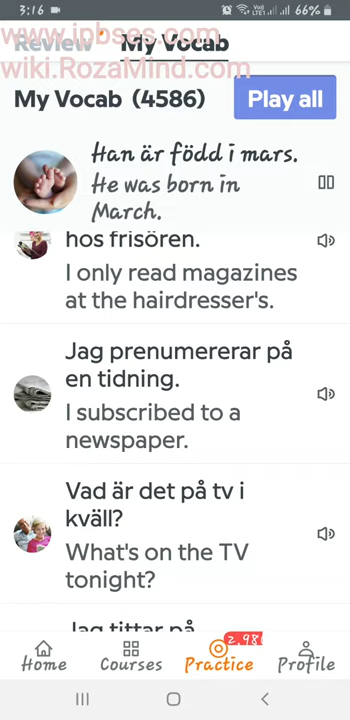 3:16
Vo) LTE1
66%
www.ipbses.com
Review My Vocab
wiki.RozaMind.com
My Vocab (4586)
Play all
Han är född i mars.
He was born in
March.
hos frisören.
I only read magazines
at the hairdresser's.
Jag prenumererar på
en tidning.
I subscribed to a
newspaper.
Vad är det på tv i
kväll?
What's on the TV
tonight?
Jag tittar på
2,98
Home Courses Practice Profile